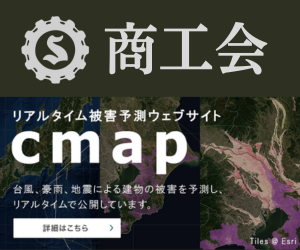 S
商工会
リアルタイム被害予測ウェブサイト
cmap
台風、豪雨、地震による建物の被害を予測し、
リアルタイムで公開しています。
詳細はこちら
Tiles @ Esri